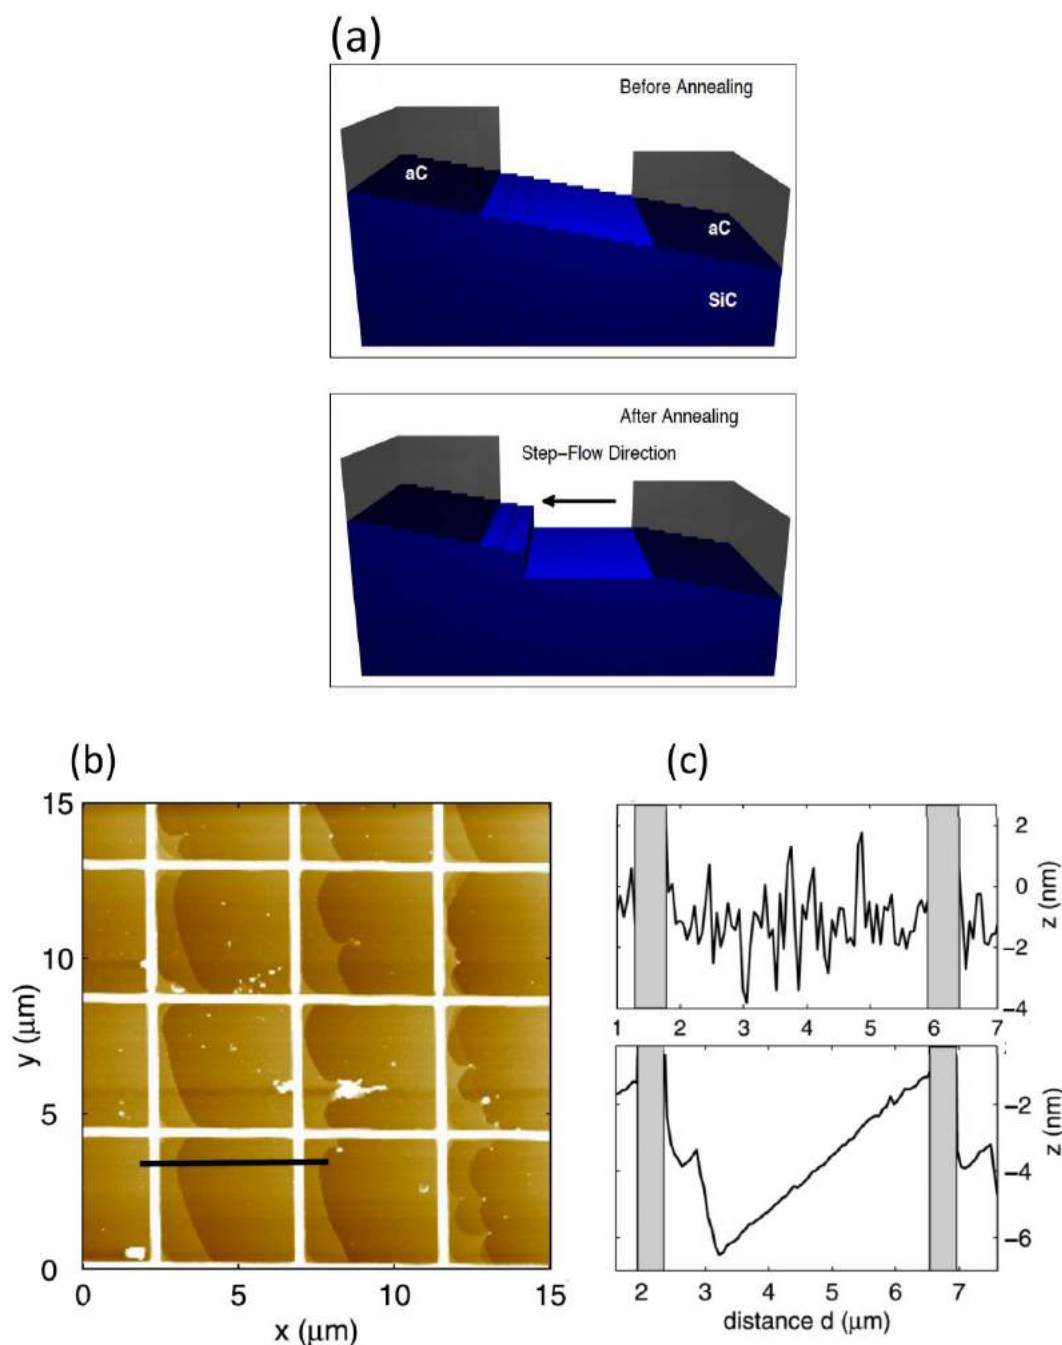 (a)
Before Annealing
aC
aC
SiC
After Annealing
Step–Flow Direction
(b)
15
10
5
0
y (μm)
0
5
10
15
x (μm)
(c)
2
0
−2
−4
z (nm)
1
2
3
4
5
6
7
−2
−4
−6
z (nm)
2
3
4
5
6
7
distance d (μm)